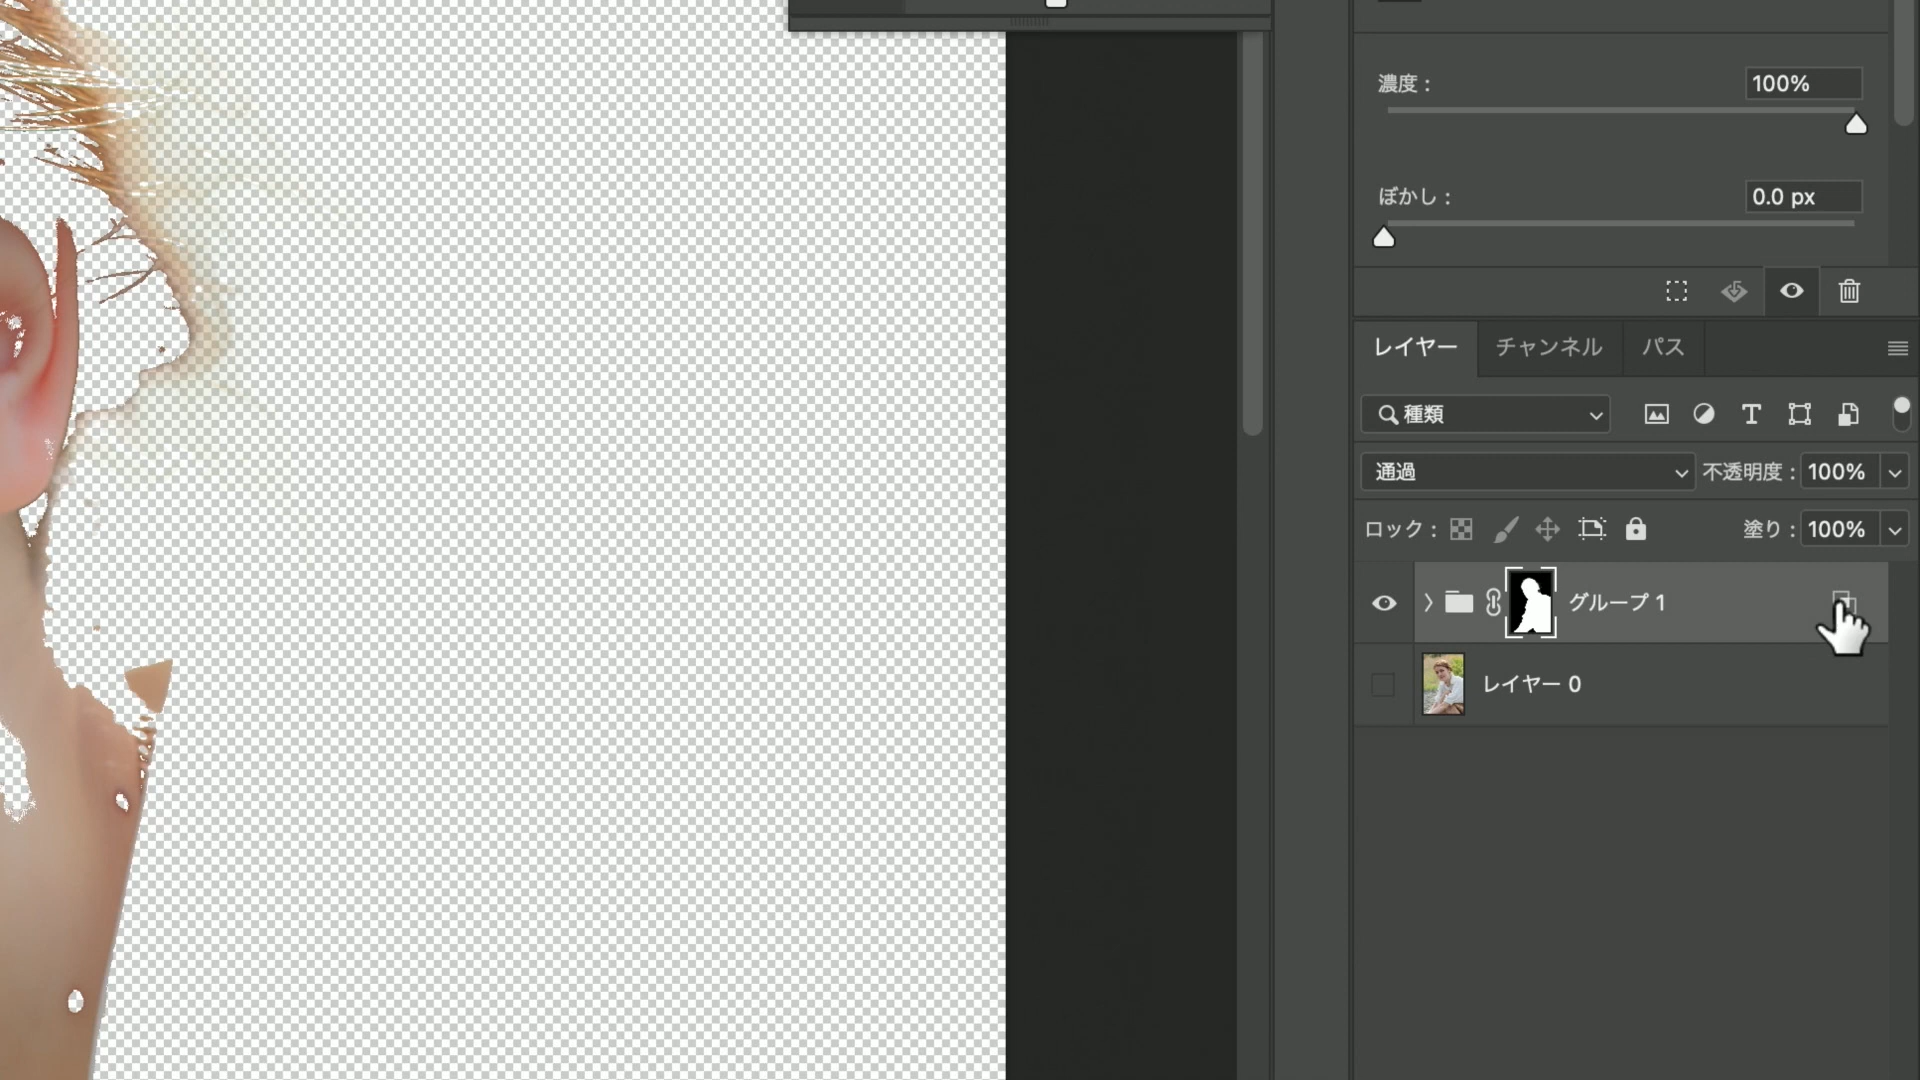 濃度 : 100%
ぼかし : 0.0 px
レイヤー チャンネル パス
種類
通過 不透明度 : 100%
ロック : 塗り : 100%
グループ 1
レイヤー 0